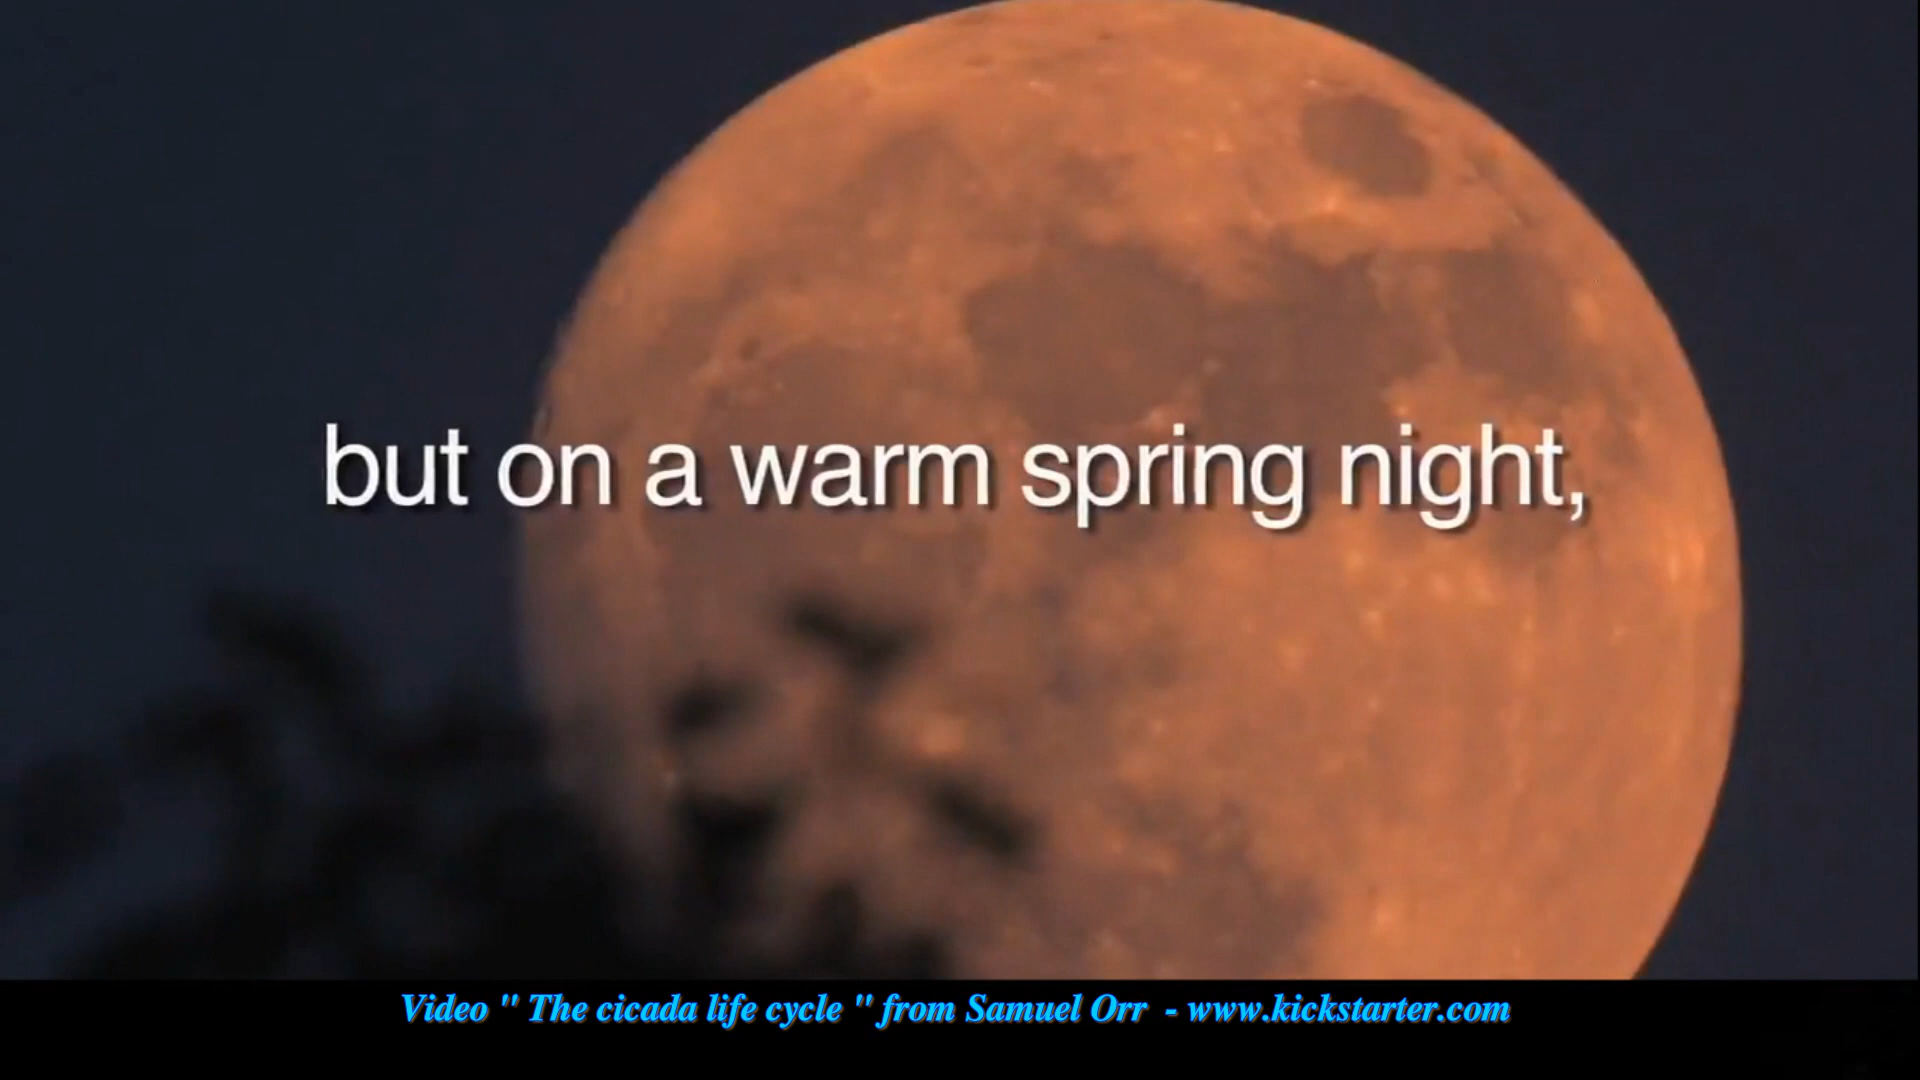 but on a warm spring night,
Video " The cicada life cycle " from Samuel Orr - www.kickstarter.com